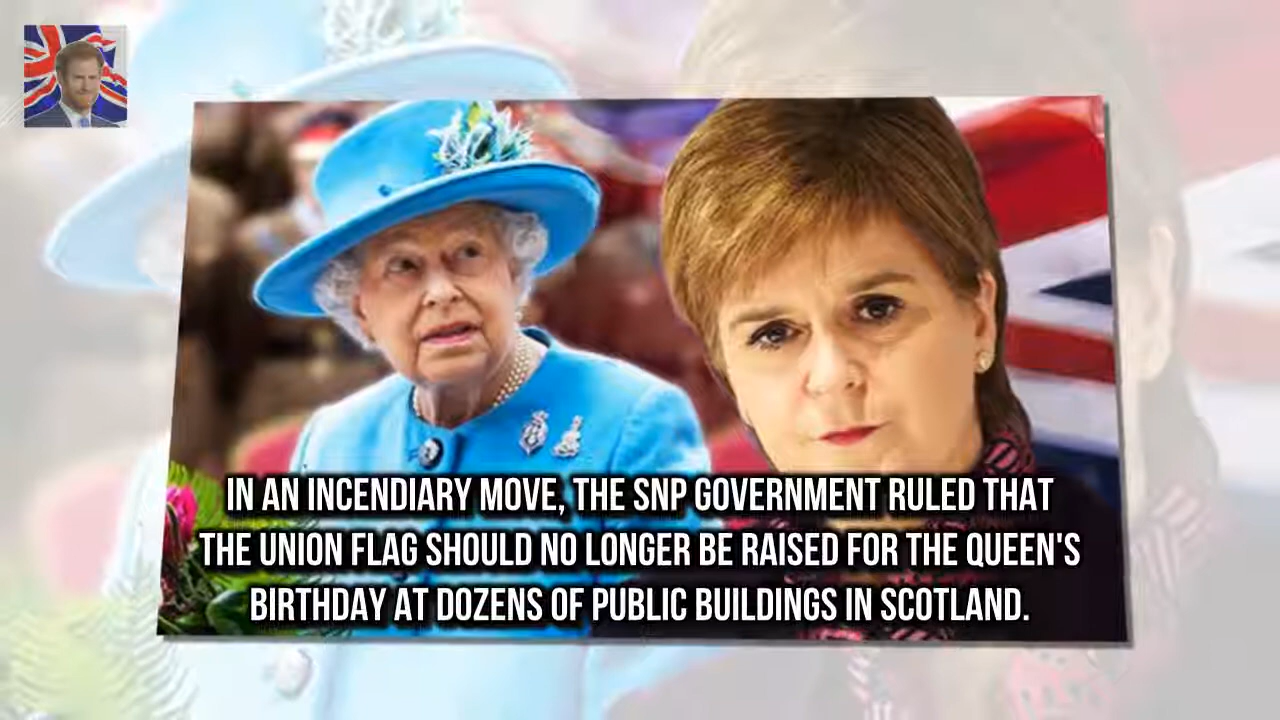 IN AN INCENDIARY MOVE, THE SNP GOVERNMENT RULED THAT
THE UNION FLAG SHOULD NO LONGER BE RAISED FOR THE QUEEN'S
BIRTHDAY AT DOZENS OF PUBLIC BUILDINGS IN SCOTLAND.